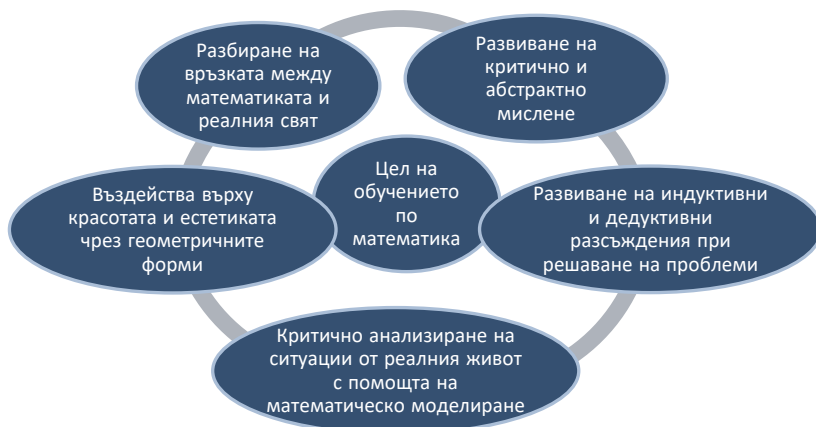 Разбиране на
връзката между
математиката и
реалния свят
Развиване на
критично и
абстрактно
мислене
Цел на
обучението
по
математика
Въздейства върху
красотата и естетиката
чрез геометричните
форми
Развиване на индуктивни
и дедуктивни
разсъждения при
решаване на проблеми
Критично анализиране на
ситуации от реалния живот
с помощта на
математическо моделиране